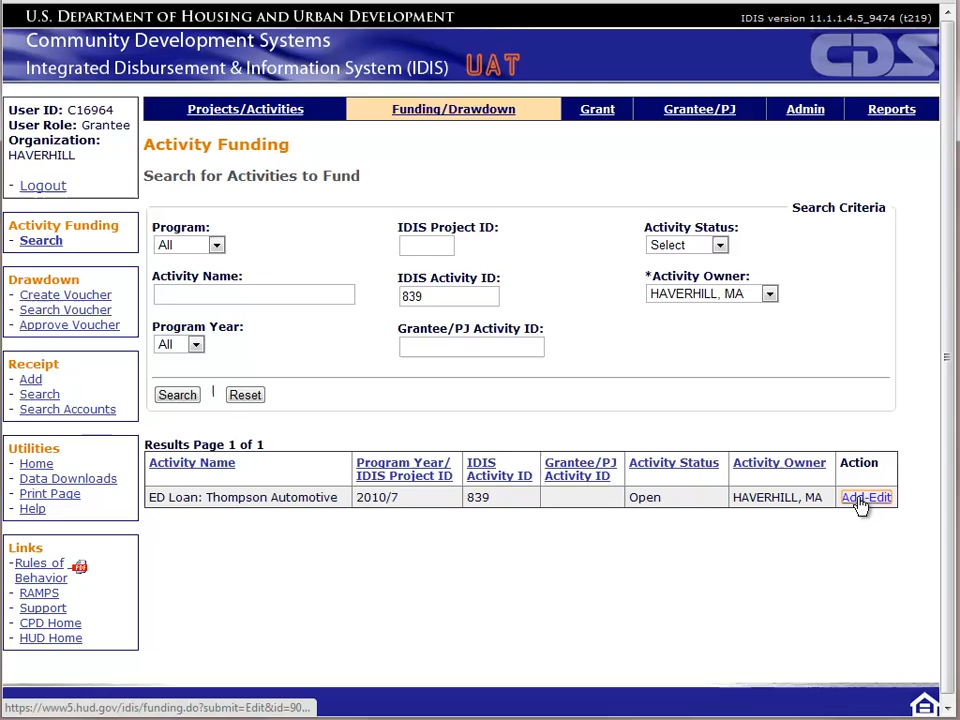 U.S. DEPARTMENT OF HOUSING AND URBAN DEVELOPMENT
IDIS version 11.1.1.4.5_9474 (t219)
Community Development Systems
Integrated Disbursement & Information System (IDIS) UAT
CDS
User ID: C16964
User Role: Grantee
Organization:
HAVERHILL
- Logout
Activity Funding
- Search
Drawdown
- Create Voucher
- Search Voucher
- Approve Voucher
Receipt
- Add
- Search
- Search Accounts
Utilities
- Home
- Data Downloads
- Print Page
- Help
Links
- Rules of
Behavior
- RAMPS
- Support
- CPD Home
- HUD Home
Projects/Activities Funding/Drawdown Grant Grantee/PJ Admin Reports
Activity Funding
Search for Activities to Fund
Search Criteria
Program: IDIS Project ID: Activity Status:
All Select
Activity Name: IDIS Activity ID: *Activity Owner:
839 HAVERHILL, MA
Program Year: Grantee/PJ Activity ID:
All
Search | Reset
Results Page 1 of 1
Activity Name Program Year/ IDIS Grantee/PJ Activity Status Activity Owner Action
IDIS Project ID Activity ID Activity ID
ED Loan: Thompson Automotive 2010/7 839 Open HAVERHILL, MA Add-Edit
https://www5.hud.gov/idis/funding.do?submit=Edit&id=90...